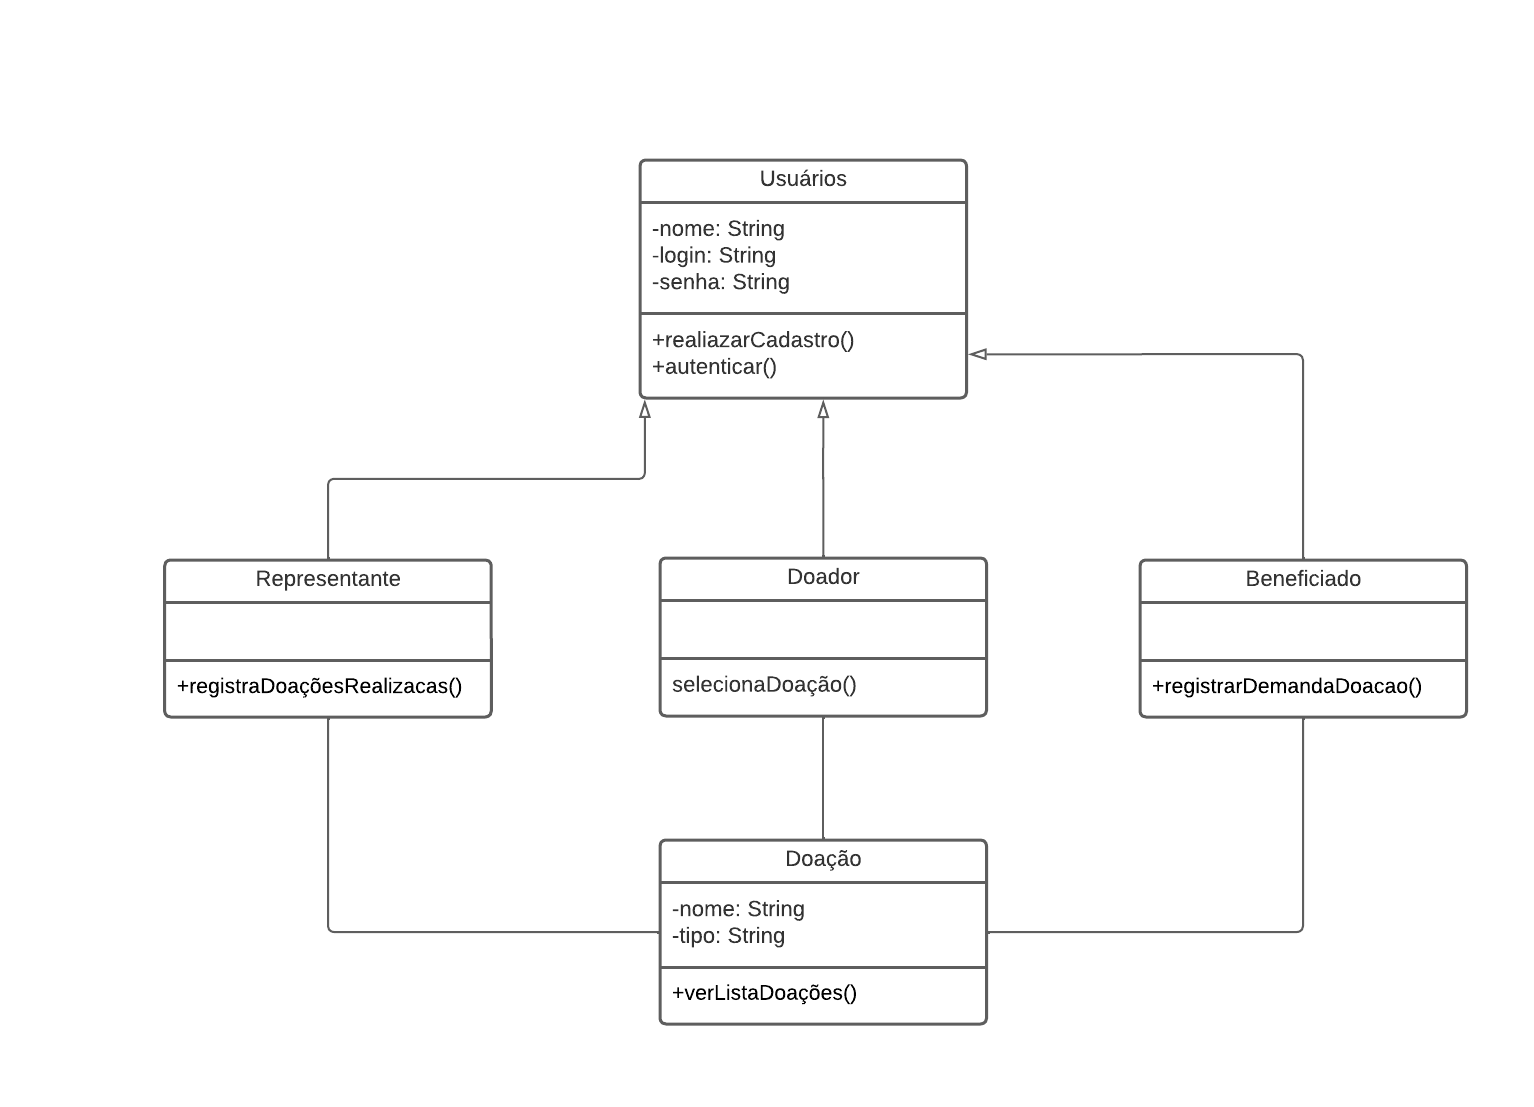 Usuários
-nome: String
-login: String
-senha: String
+realiazarCadastro()
+autenticar()
Representante
+registraDoaçõesRealizacas()
Doador
selecionaDoação()
Beneficiado
+registrarDemandaDoacao()
Doação
-nome: String
-tipo: String
+verListaDoações()